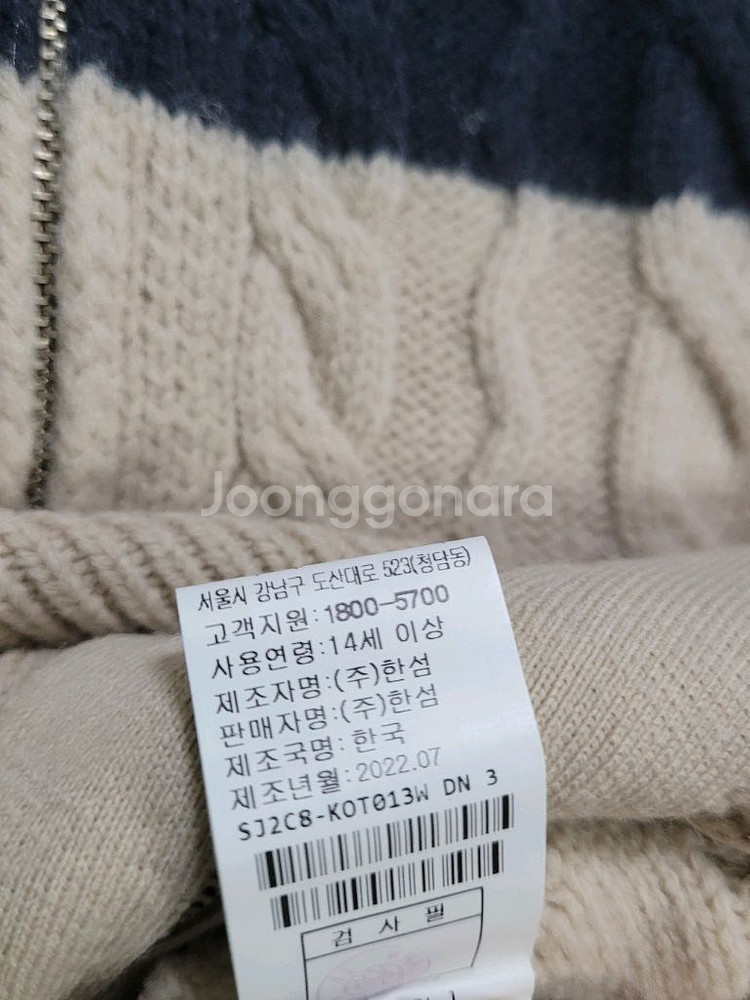 Joonggonara
서울시 강남구 도산대로 523(청담동)
고객지원:1800-5700
사용연령:14세 이상
제조자명:(주)한섬
판매자명:(주)한섬
제조국명:한국
제조년월:2022.07
SJ2C8-KOT013W DN 3
검 사 필